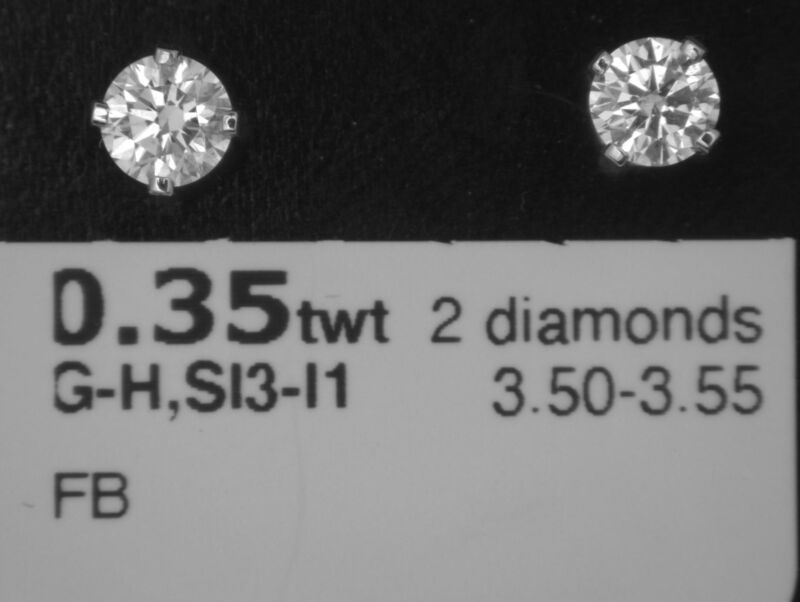 0.35twt 2 diamonds
G-H,SI3-I1 3.50-3.55
FB